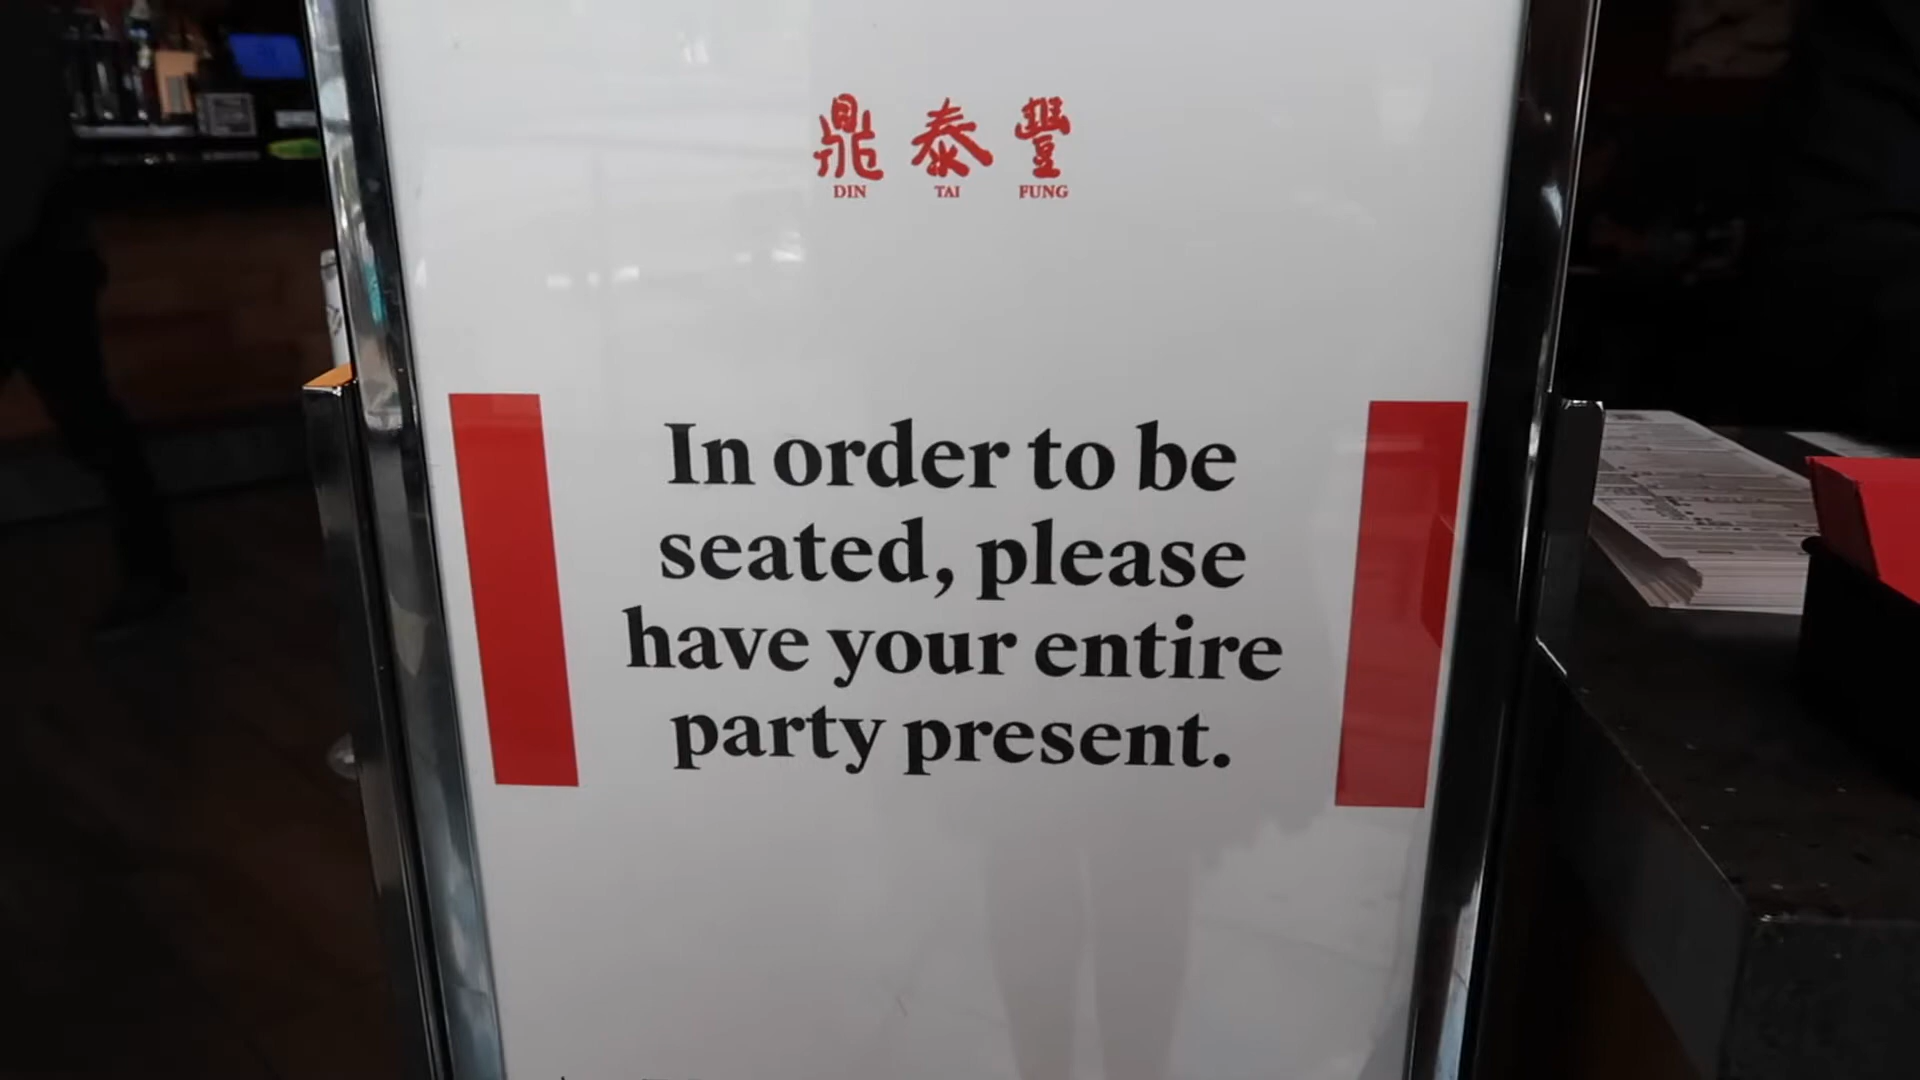 鼎泰豐
DIN TAI FUNG
In order to be
seated, please
have your entire
party present.